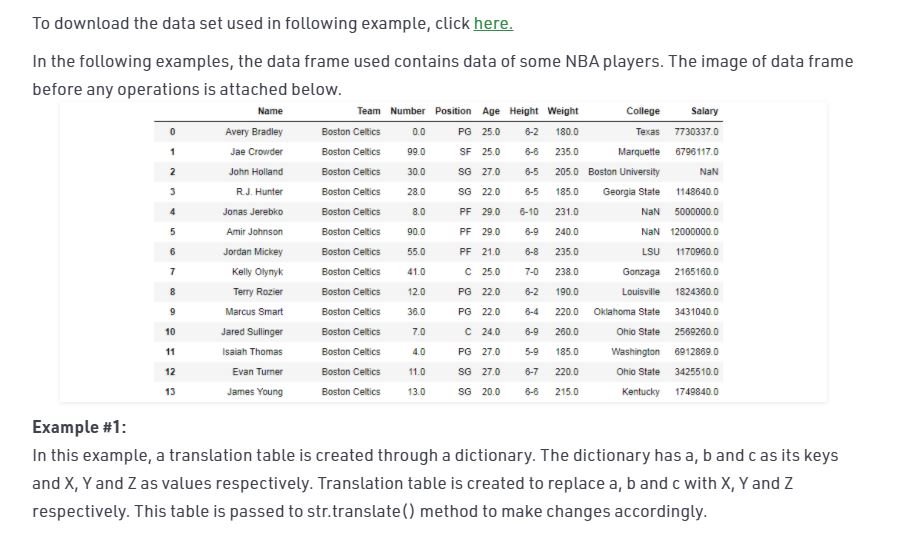 To download the data set used in following example, click here.
In the following examples, the data frame used contains data of some NBA players. The image of data frame
before any operations is attached below.
Name Team Number Position Age Height Weight College Salary
0 Avery Bradley Boston Celtics 0.0 PG 25.0 6-2 180.0 Texas 7730337.0
1 Jae Crowder Boston Celtics 99.0 SF 25.0 6-6 235.0 Marquette 6796117.0
2 John Holland Boston Celtics 30.0 SG 27.0 6-5 205.0 Boston University NaN
3 R.J. Hunter Boston Celtics 28.0 SG 22.0 6-5 185.0 Georgia State 1148640.0
4 Jonas Jerebko Boston Celtics 8.0 PF 29.0 6-10 231.0 NaN 5000000.0
5 Amir Johnson Boston Celtics 90.0 PF 29.0 6-9 240.0 NaN 12000000.0
6 Jordan Mickey Boston Celtics 55.0 PF 21.0 6-8 235.0 LSU 1170960.0
7 Kelly Olynyk Boston Celtics 41.0 C 25.0 7-0 238.0 Gonzaga 2165160.0
8 Terry Rozier Boston Celtics 12.0 PG 22.0 6-2 190.0 Louisville 1824360.0
9 Marcus Smart Boston Celtics 36.0 PG 22.0 6-4 220.0 Oklahoma State 3431040.0
10 Jared Sullinger Boston Celtics 7.0 C 24.0 6-9 260.0 Ohio State 2569260.0
11 Isaiah Thomas Boston Celtics 4.0 PG 27.0 5-9 185.0 Washington 6912869.0
12 Evan Turner Boston Celtics 11.0 SG 27.0 6-7 220.0 Ohio State 3425510.0
13 James Young Boston Celtics 13.0 SG 20.0 6-6 215.0 Kentucky 1749840.0
Example #1:
In this example, a translation table is created through a dictionary. The dictionary has a, b and c as its keys
and X, Y and Z as values respectively. Translation table is created to replace a, b and c with X, Y and Z
respectively. This table is passed to str.translate() method to make changes accordingly.